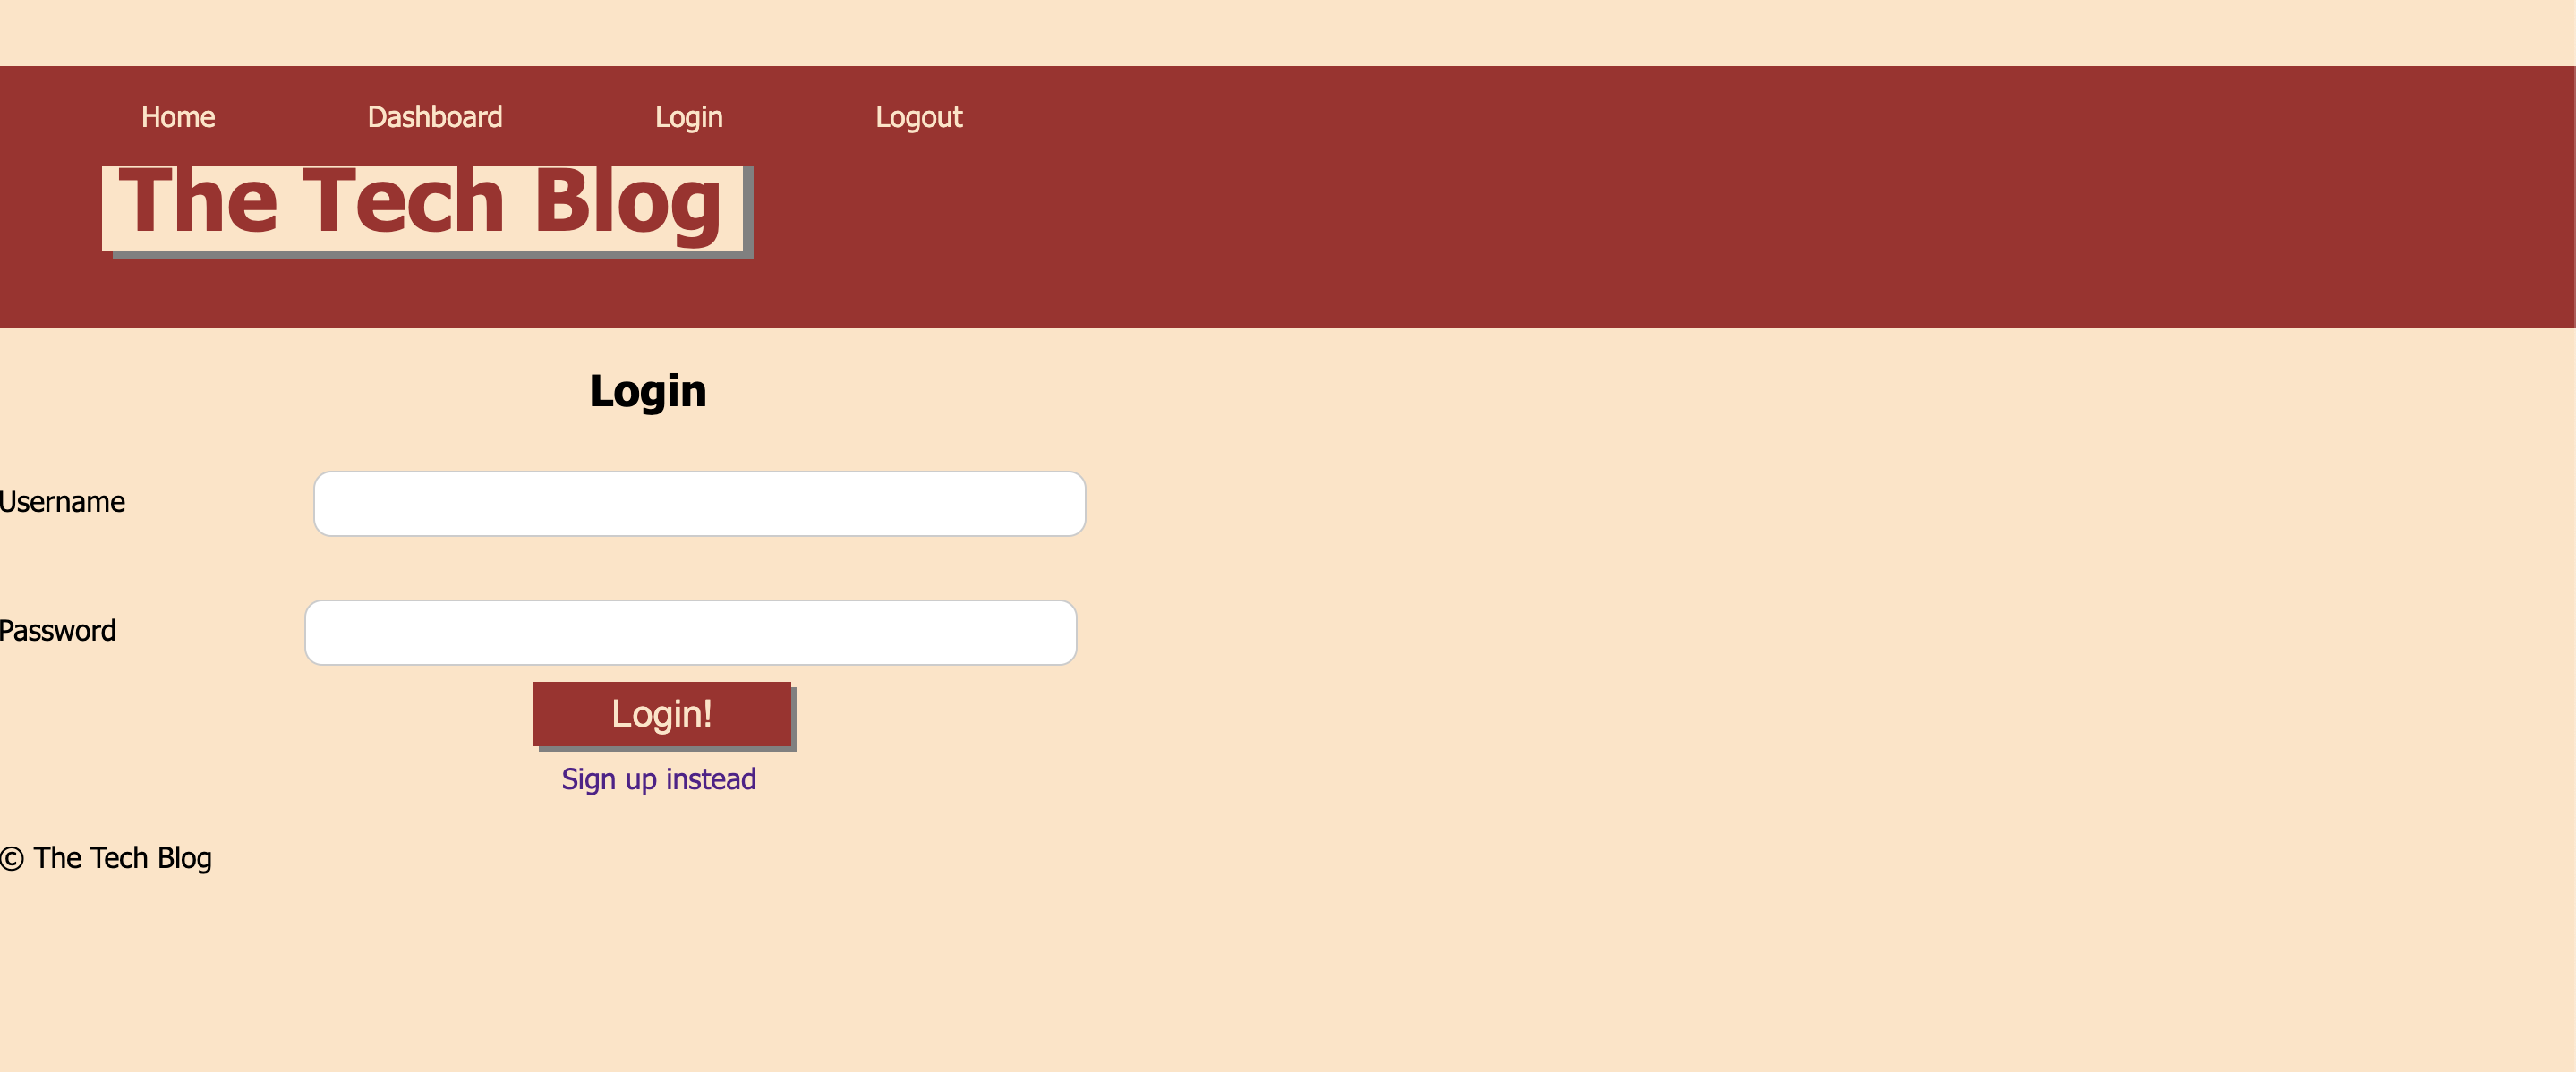 Home Dashboard Login Logout
The Tech Blog
Login
Username
Password
Login!
Sign up instead
© The Tech Blog